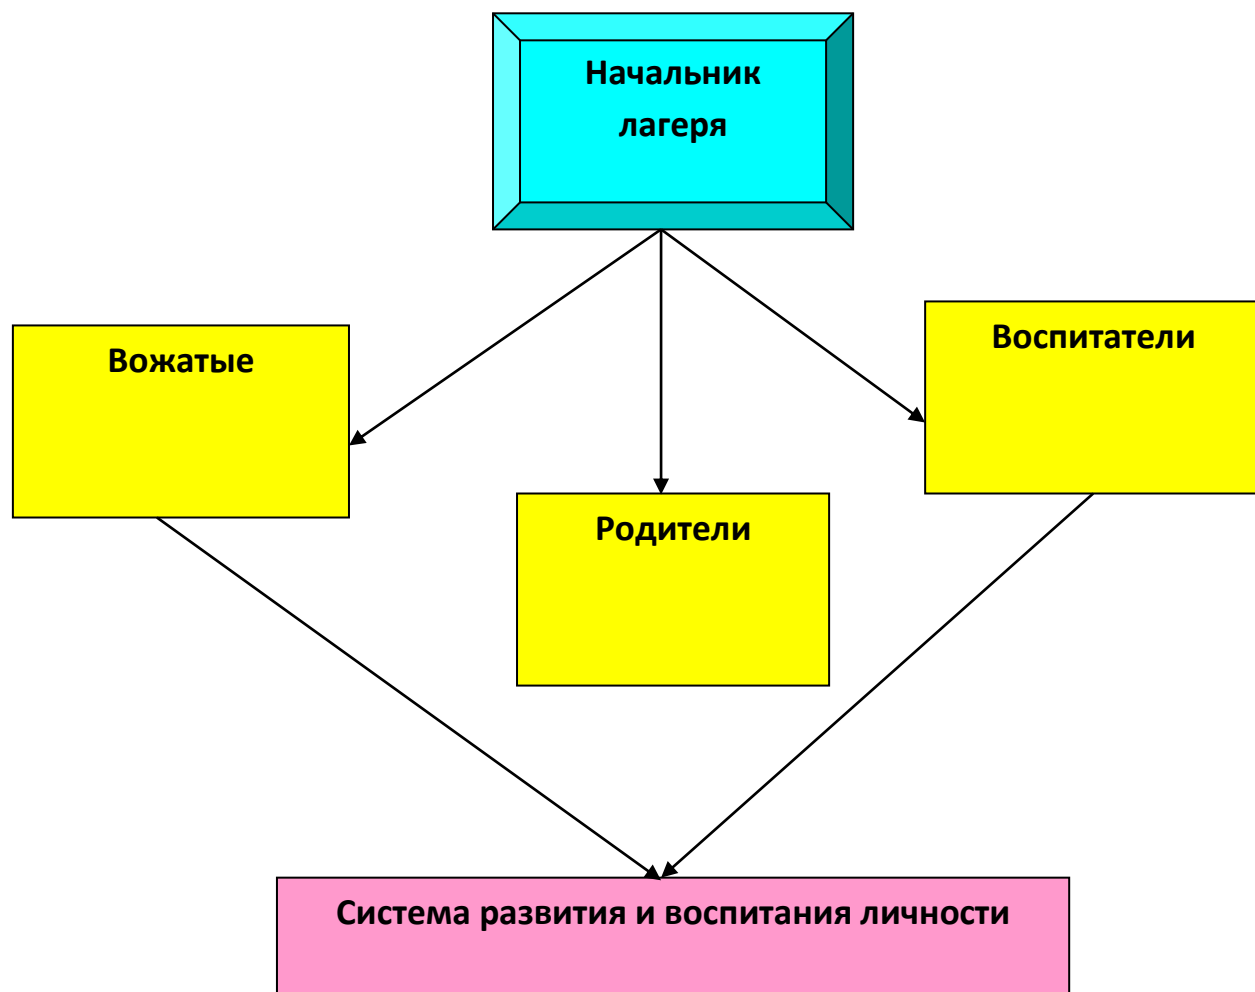 Начальник
лагеря
Вожатые
Воспитатели
Родители
Система развития и воспитания личности